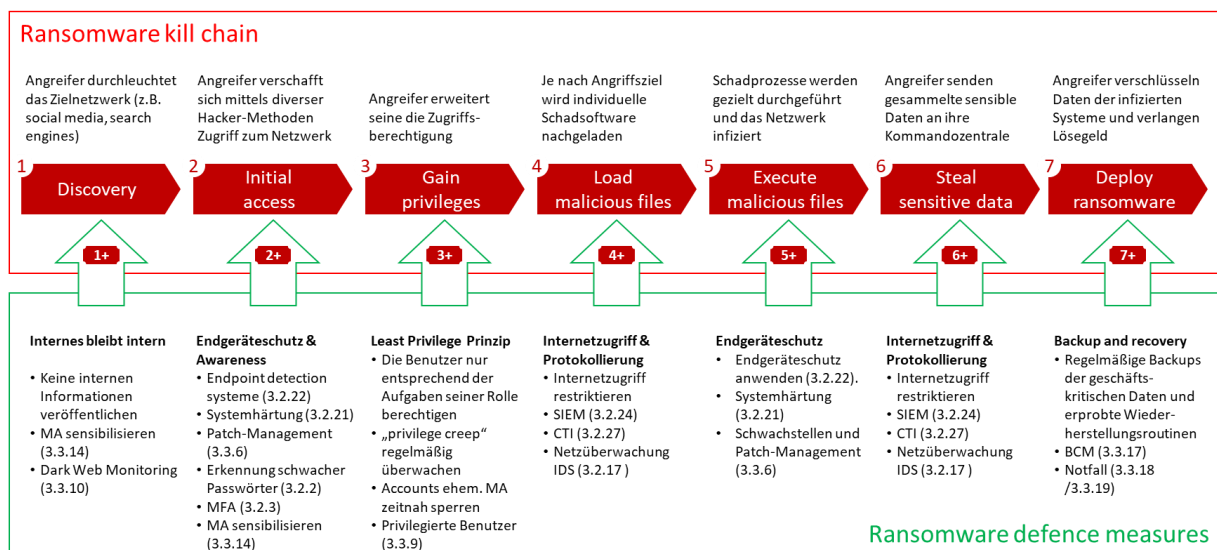 Ransomware kill chain
Angreifer durchleuchtet
das Zielnetzwerk (z.B.
social media, search
engines)
Angreifer verschafft
sich mittels diverser
Hacker-Methoden
Zugriff zum Netzwerk
Angreifer erweitert
seine die Zugriffs-
berechtigung
Je nach Angriffsziel
wird individuelle
Schadsoftware
nachgeladen
Schadprozesse werden
gezielt durchgeführt
und das Netzwerk
infiziert
Angreifer senden
gesammelte sensible
Daten an ihre
Kommandozentrale
Angreifer verschlüsseln
Daten der infizierten
Systeme und verlangen
Lösegeld
1
Discovery
2
Initial
access
3
Gain
privileges
4
Load
malicious files
5
Execute
malicious files
6
Steal
sensitive data
7
Deploy
ransomware
1+
2+
3+
4+
5+
6+
7+
Internes bleibt intern
• Keine internen
Informationen
veröffentlichen
• MA sensibilisieren
(3.3.14)
• Dark Web Monitoring
(3.3.10)
Endgeräteschutz &
Awareness
• Endpoint detection
systeme (3.2.22)
• Systemhärtung (3.2.21)
• Patch-Management
(3.3.6)
• Erkennung schwacher
Passwörter (3.2.2)
• MFA (3.2.3)
• MA sensibilisieren
(3.3.14)
Least Privilege Prinzip
• Die Benutzer nur
entsprechend der
Aufgaben seiner Rolle
berechtigen
• „privilege creep“
regelmäßig
überwachen
• Accounts ehem. MA
zeitnah sperren
• Privilegierte Benutzer
(3.3.9)
Internetzugriff &
Protokollierung
• Internetzugriff
restriktieren
• SIEM (3.2.24)
• CTI (3.2.27)
• Netzüberwachung
IDS (3.2.17 )
Endgeräteschutz
• Endgeräteschutz
anwenden (3.2.22).
• Systemhärtung
(3.2.21)
• Schwachstellen und
Patch-Management
(3.3.6)
Internetzugriff &
Protokollierung
• Internetzugriff
restriktieren
• SIEM (3.2.24)
• CTI (3.2.27)
• Netzüberwachung
IDS (3.2.17 )
Backup and recovery
• Regelmäßige Backups
der geschäfts-
kritischen Daten und
erprobte Wieder-
herstellungsroutinen
• BCM (3.3.17)
• Notfall (3.3.18
/3.3.19)
Ransomware defence measures